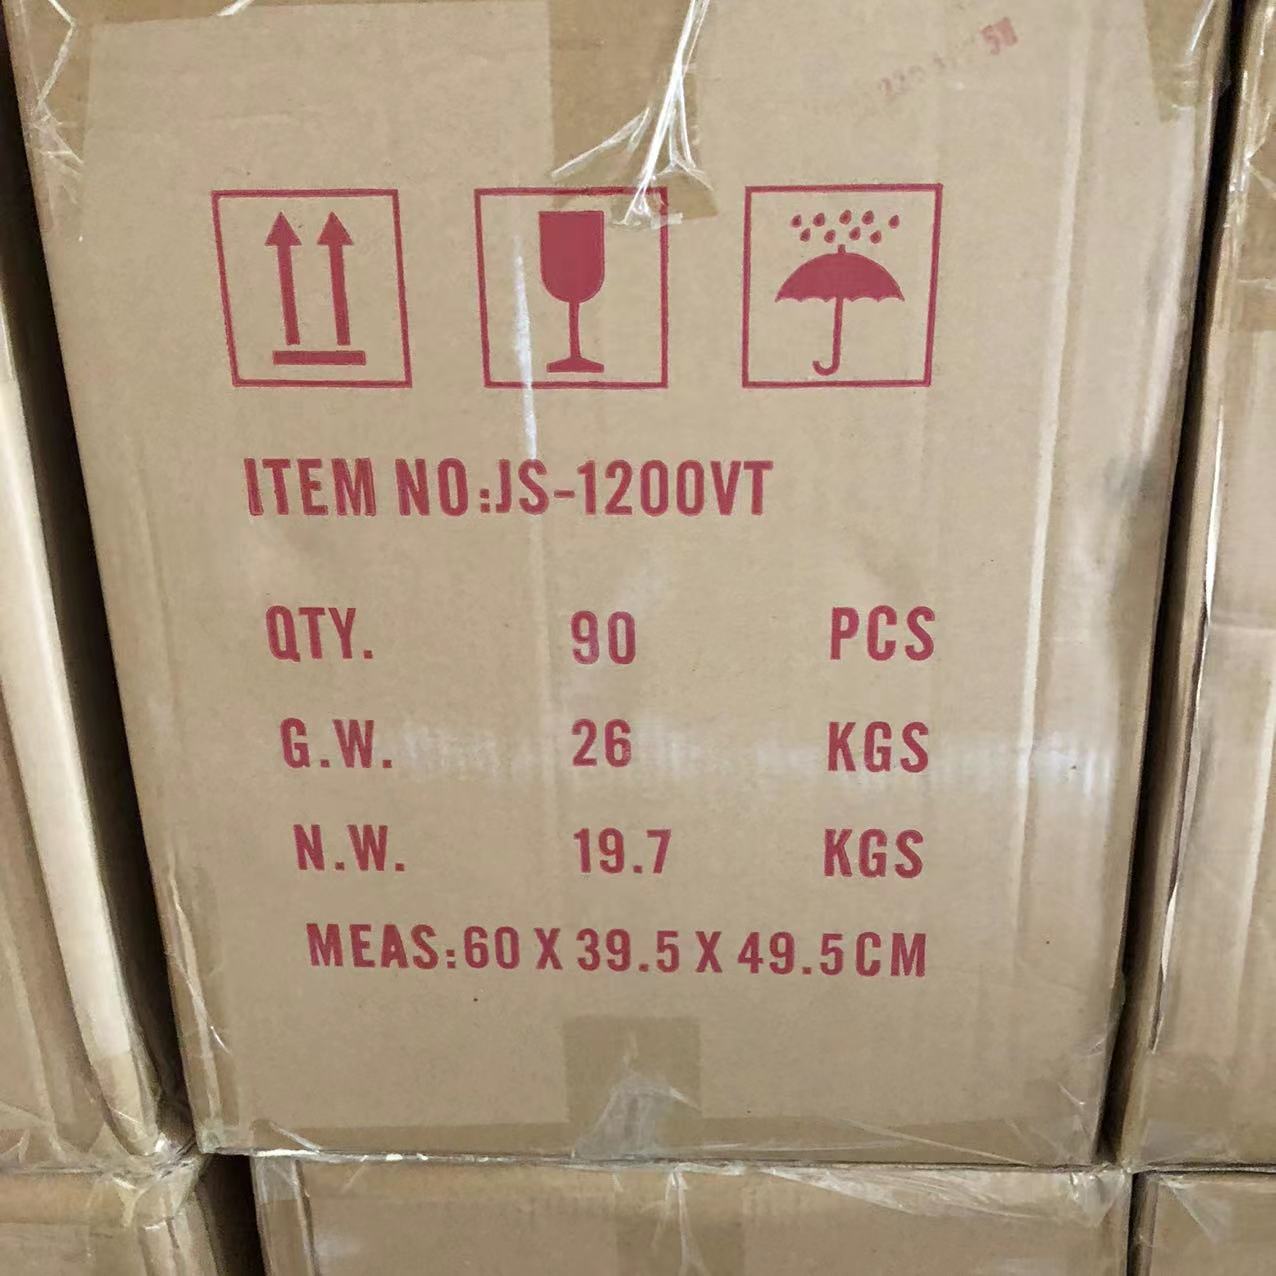 ITEM NO:JS-1200VT
QTY. 90 PCS
G.W. 26 KGS
N.W. 19.7 KGS
MEAS:60 X 39.5 X 49.5CM